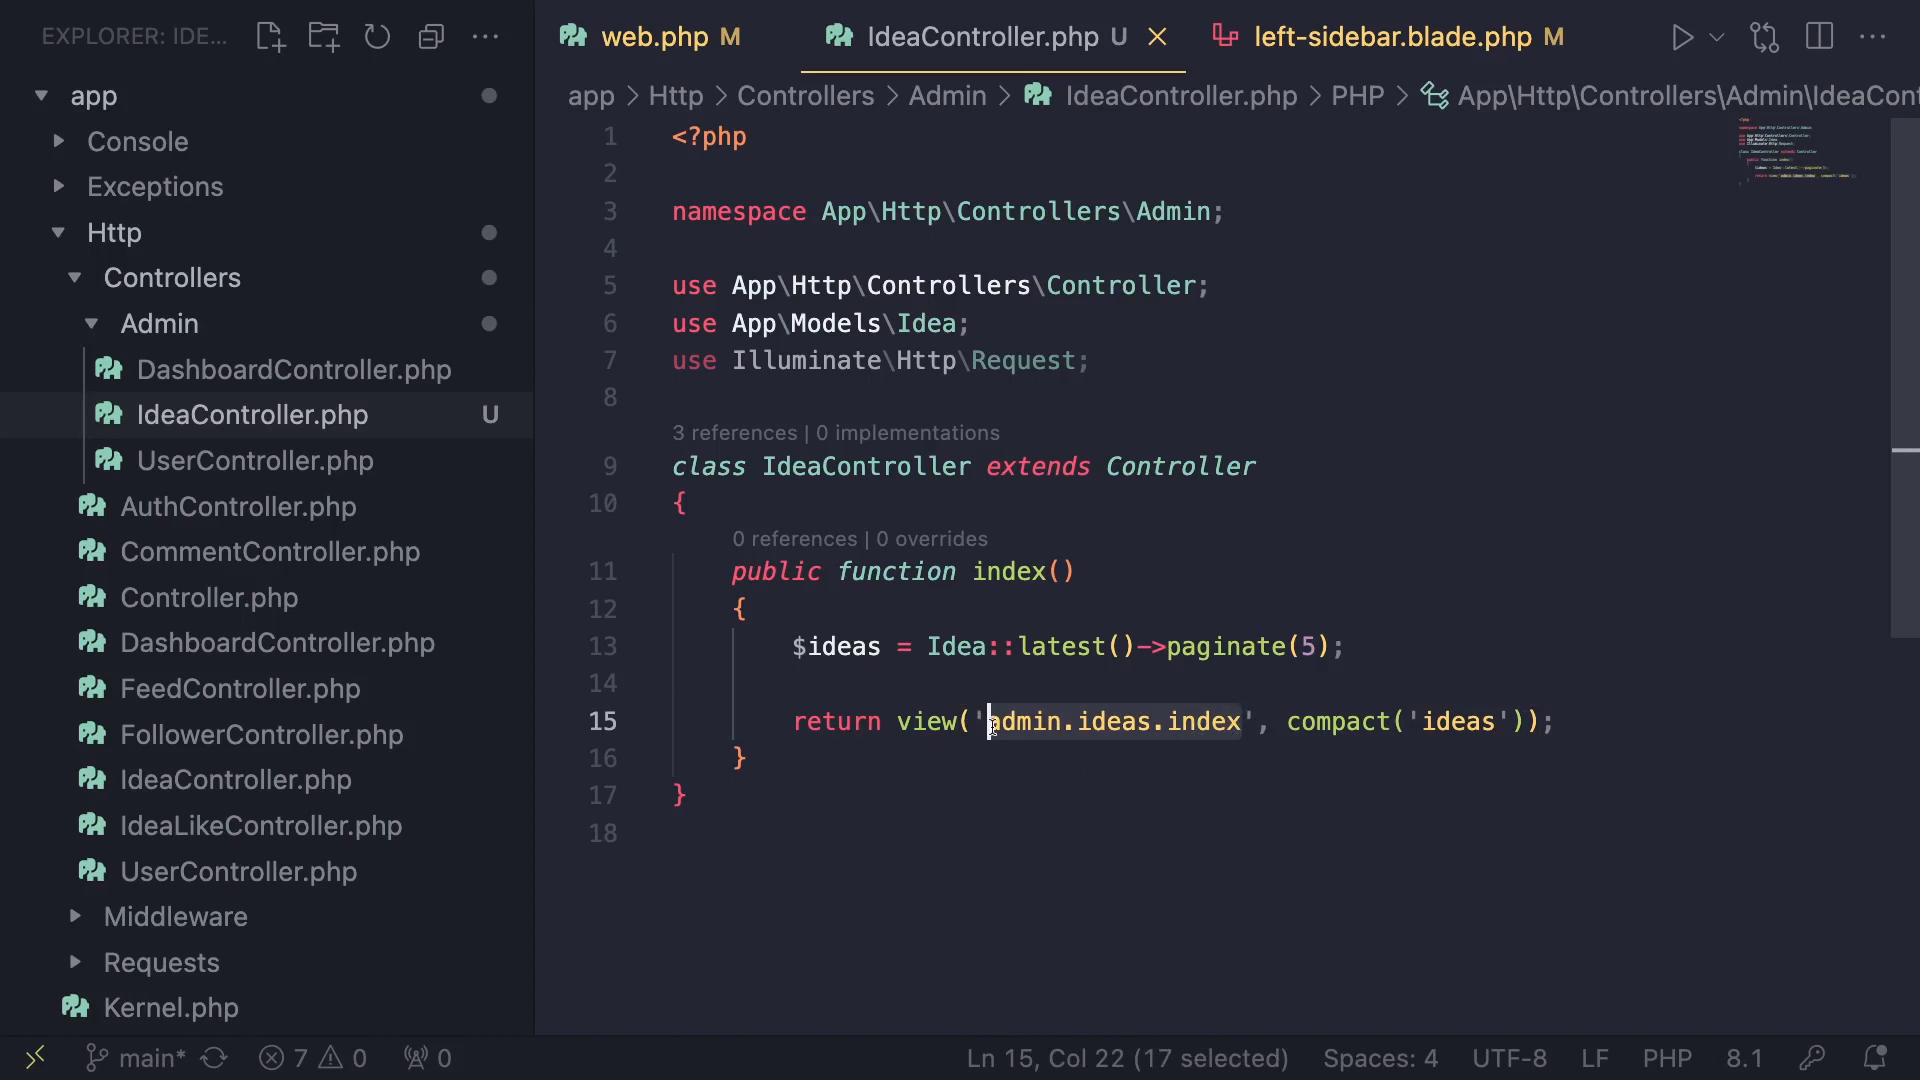 EXPLORER: IDE...
app
Console
Exceptions
Http
Controllers
Admin
DashboardController.php
IdeaController.php U
UserController.php
AuthController.php
CommentController.php
Controller.php
DashboardController.php
FeedController.php
FollowerController.php
IdeaController.php
IdeaLikeController.php
UserController.php
Middleware
Requests
Kernel.php
web.php M
IdeaController.php U
left-sidebar.blade.php M
app > Http > Controllers > Admin > IdeaController.php > PHP > App\Http\Controllers\Admin\IdeaCont
1 <?php
2
3 namespace App\Http\Controllers\Admin;
4
5 use App\Http\Controllers\Controller;
6 use App\Models\Idea;
7 use Illuminate\Http\Request;
8
3 references | 0 implementations
9 class IdeaController extends Controller
10 {
0 references | 0 overrides
11 public function index()
12 {
13 $ideas = Idea::latest()->paginate(5);
14
15 return view('admin.ideas.index', compact('ideas'));
16 }
17 }
18
main* 7 0 0 Ln 15, Col 22 (17 selected) Spaces: 4 UTF-8 LF PHP 8.1